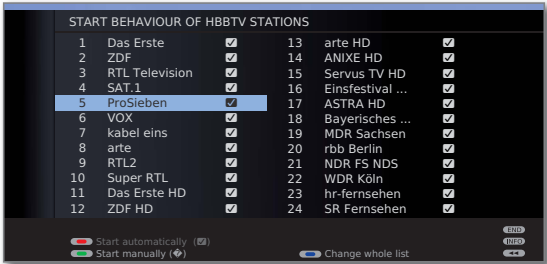 START BEHAVIOUR OF HBBTV STATIONS
1 Das Erste
2 ZDF
3 RTL Television
4 SAT.1
5 ProSieben
6 VOX
7 kabel eins
8 arte
9 RTL2
10 Super RTL
11 Das Erste HD
12 ZDF HD
13 arte HD
14 ANIXE HD
15 Servus TV HD
16 Einsfestival ...
17 ASTRA HD
18 Bayerisches ...
19 MDR Sachsen
20 rbb Berlin
21 NDR FS NDS
22 WDR Köln
23 hr-fernsehen
24 SR Fernsehen
Start automatically (☑)
Start manually (�)
Change whole list
END
INFO